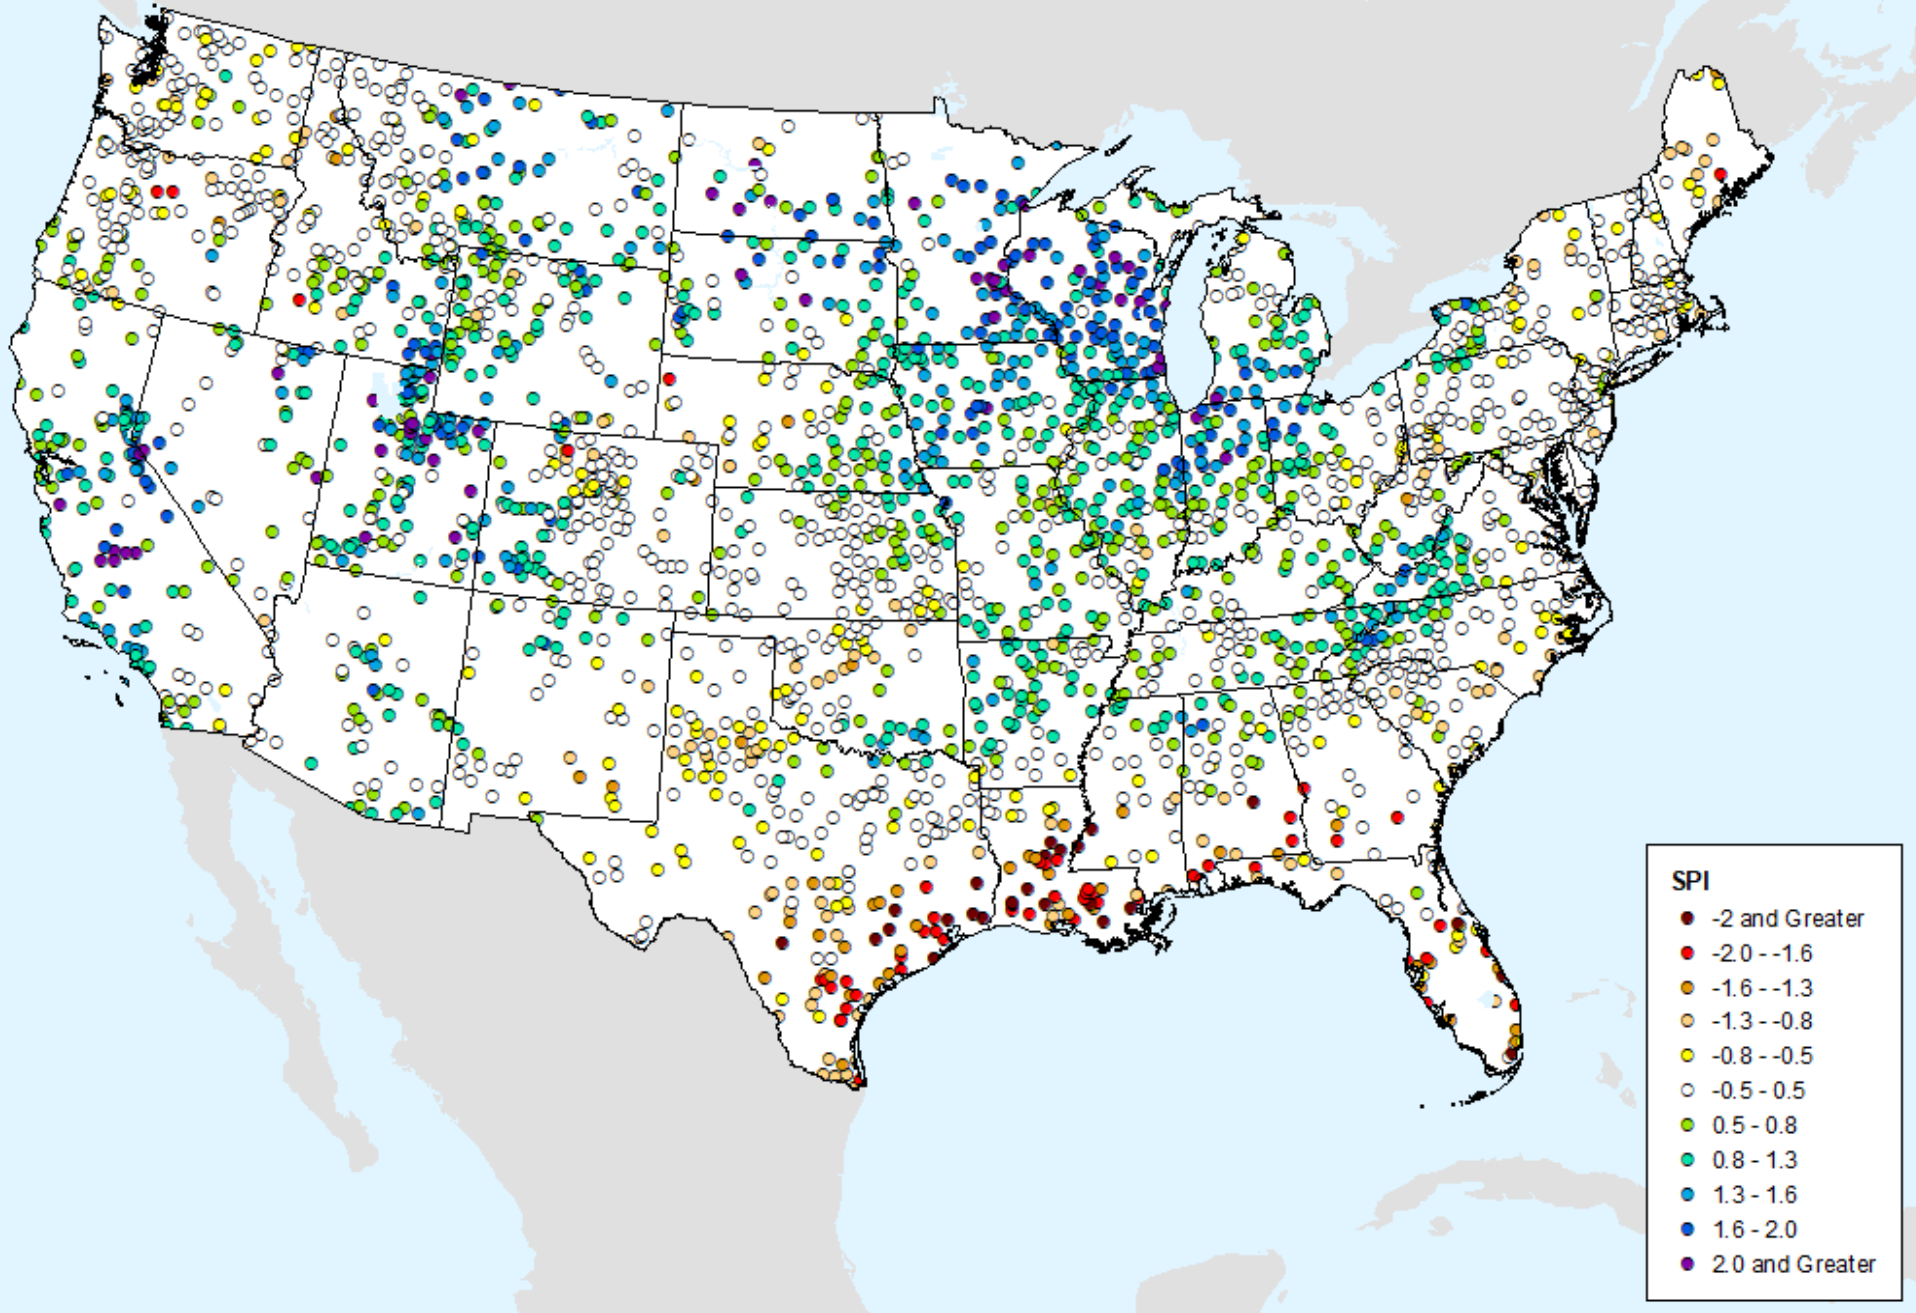 SPI
-2 and Greater
-2.0 - -1.6
-1.6 - -1.3
-1.3 - -0.8
-0.8 - -0.5
-0.5 - 0.5
0.5 - 0.8
0.8 - 1.3
1.3 - 1.6
1.6 - 2.0
2.0 and Greater